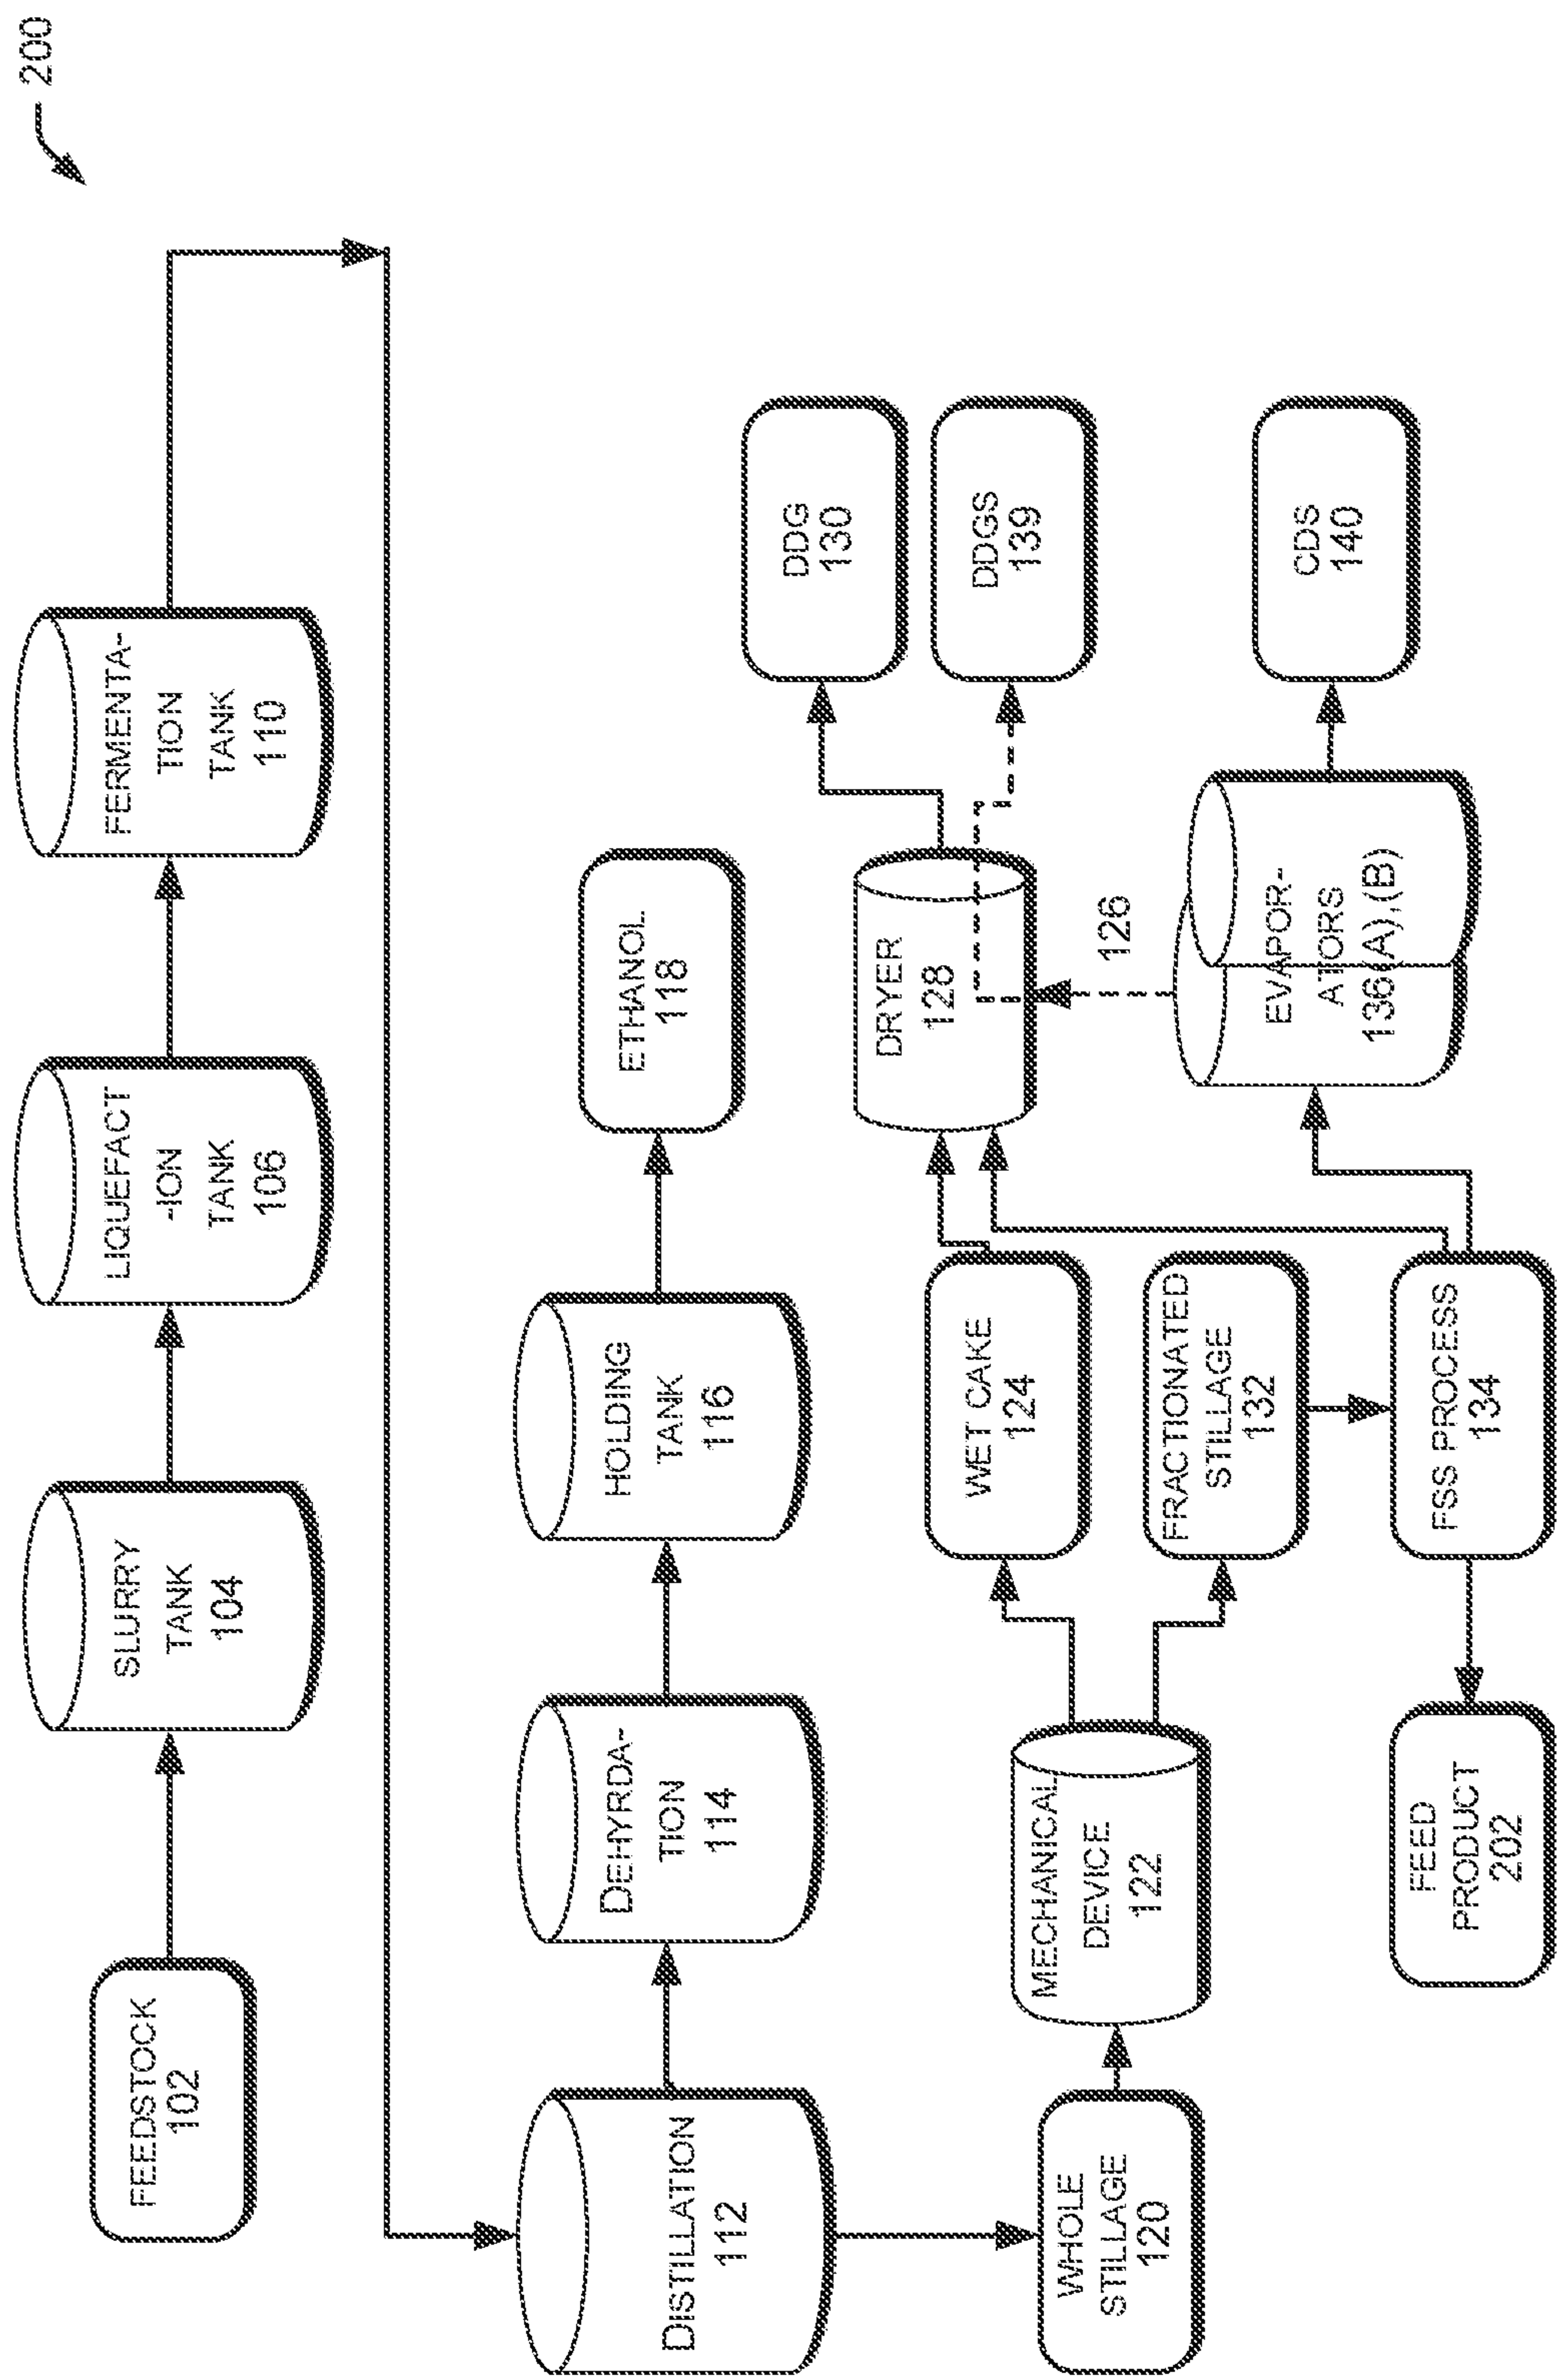 200
FEEDSTOCK
102
SLURRY
TANK
104
LIQUEFACT
-ION
TANK
106
FERMENTA-
TION
TANK
110
DISTILLATION
112
DEHYRDA-
TION
114
HOLDING
TANK
116
ETHANOL
118
WHOLE
STILLAGE
120
MECHANICAL
DEVICE
122
WET CAKE
124
DRYER
128
DDG
130
DDGS
139
126
FRACTIONATED
STILLAGE
132
EVAPOR-
ATORS
136(A),(B)
CDS
140
FEED
PRODUCT
202
FSS PROCESS
134